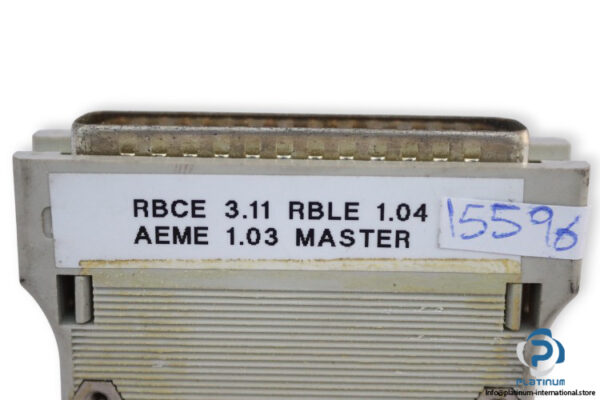 RBCE 3.11 RBLE 1.04
AEME 1.03 MASTER
15596
PLATINUM
info@platinum-international.store